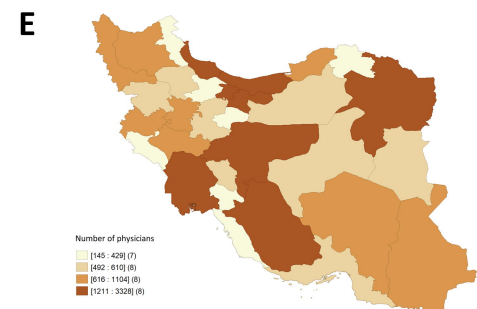 E
Number of physicians
[145 : 429] (7)
[492 : 610] (8)
[616 : 1104] (8)
[1211 : 3328] (8)